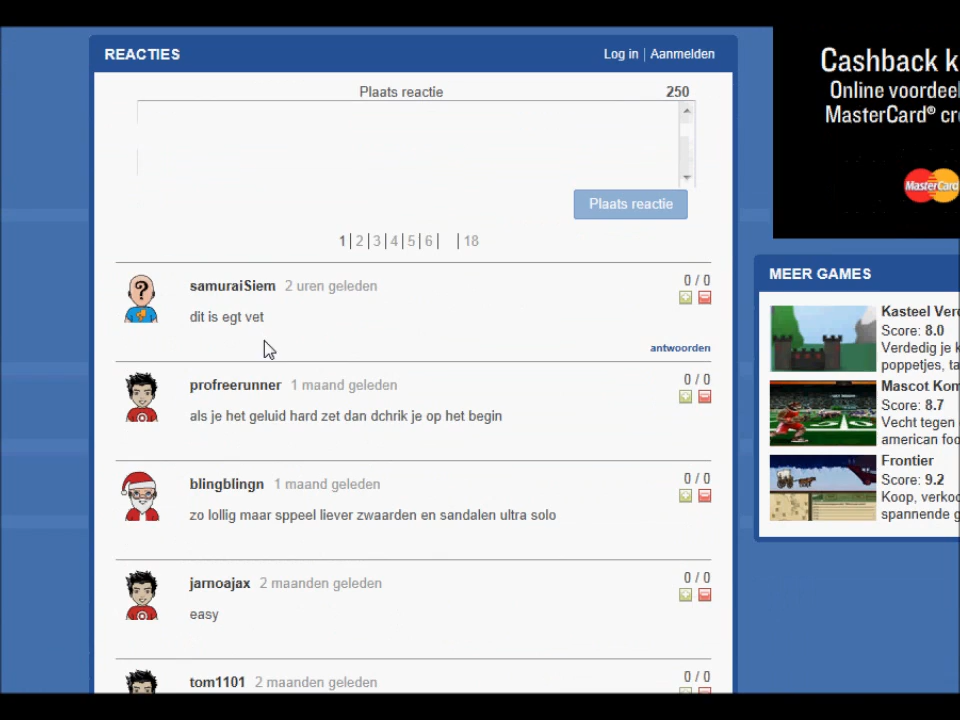 REACTIES
Log in | Aanmelden
Plaats reactie
250
Plaats reactie
1 | 2 | 3 | 4 | 5 | 6 | | 18
samuraiSiem 2 uren geleden
0 / 0
dit is egt vet
antwoorden
profreerunner 1 maand geleden
0 / 0
als je het geluid hard zet dan dchrik je op het begin
blingblingn 1 maand geleden
0 / 0
zo lollig maar sppeel liever zwaarden en sandalen ultra solo
jarnoajax 2 maanden geleden
0 / 0
easy
tom1101 2 maanden geleden
0 / 0
Cashback k
Online voordeel
MasterCard® cre
MasterCard
MEER GAMES
Kasteel Verd
Score: 8.0
Verdedig je k
poppetjes, ta
Mascot Kom
Score: 8.7
Vecht tegen
american foo
Frontier
Score: 9.2
Koop, verkoo
spannende g